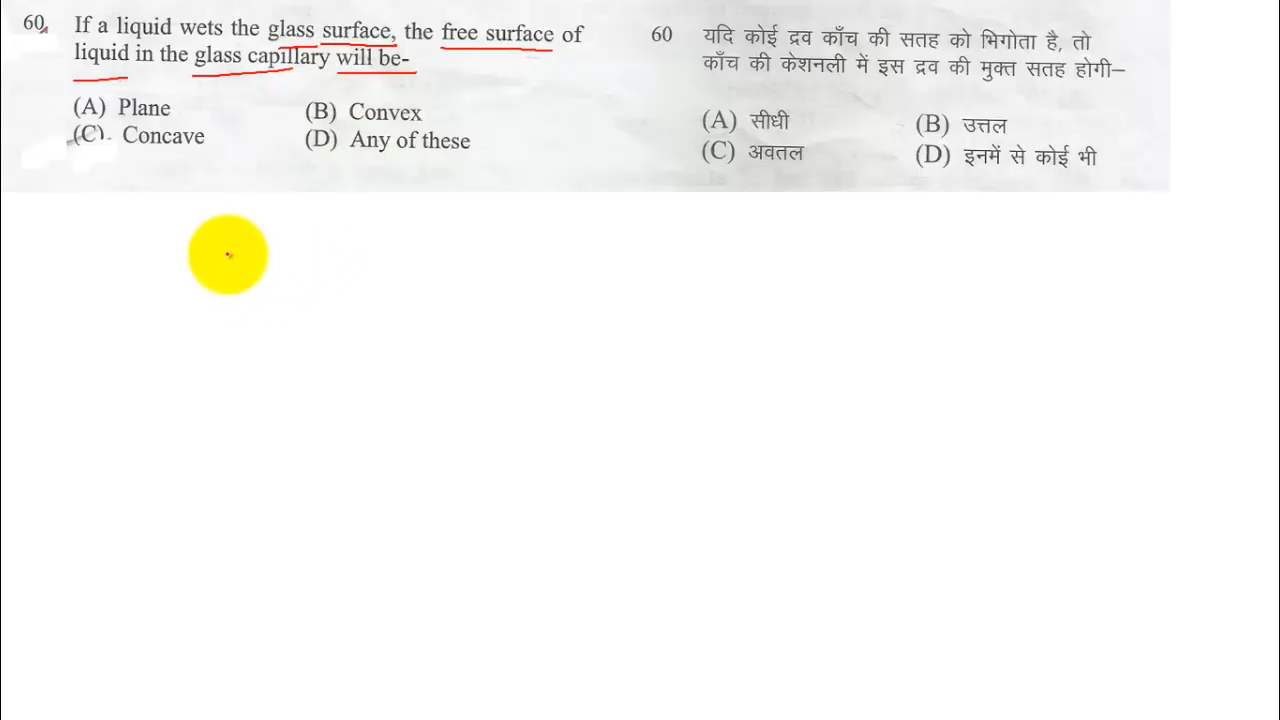 60. If a liquid wets the glass surface, the free surface of
liquid in the glass capillary will be-
(A) Plane
(B) Convex
(C) Concave
(D) Any of these
60 यदि कोई द्रव काँच की सतह को भिगोता है, तो
काँच की केशनली में इस द्रव की मुक्त सतह होगी–
(A) सीधी
(B) उत्तल
(C) अवतल
(D) इनमें से कोई भी